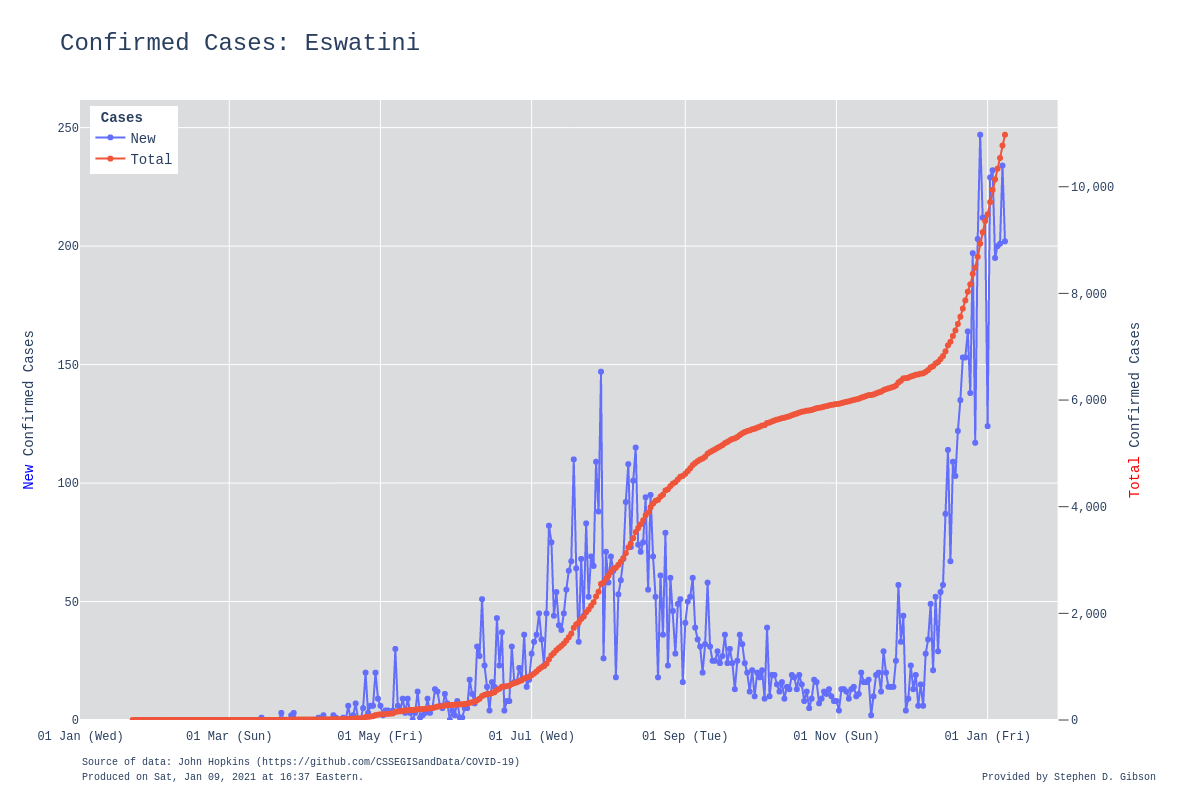 Confirmed Cases: Eswatini
Cases
New
Total
250
200
150
100
50
0
10,000
8,000
6,000
4,000
2,000
0
New Confirmed Cases
Total Confirmed Cases
01 Jan (Wed)
01 Mar (Sun)
01 May (Fri)
01 Jul (Wed)
01 Sep (Tue)
01 Nov (Sun)
01 Jan (Fri)
Source of data: John Hopkins (https://github.com/CSSEGISandData/COVID-19)
Produced on Sat, Jan 09, 2021 at 16:37 Eastern.
Provided by Stephen D. Gibson